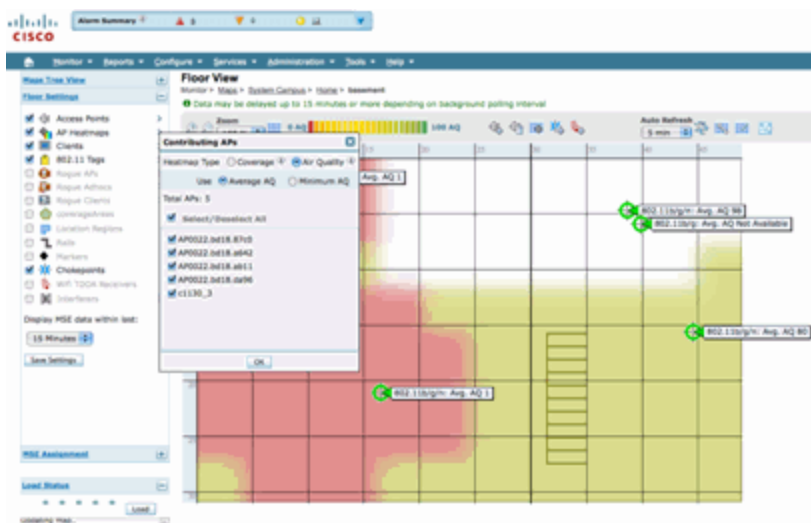 CISCO
Alarm Summary
Monitor Reports Configure Services Administration Tools Help
Maps Tree View
Floor Settings
Access Points
AP Heatmaps
Clients
802.11 Tags
Rogue APs
Rogue Adhocs
Rogue Clients
coverageAreas
Location Regions
Rails
Markers
Chokepoints
WiFi TDOA Receivers
Interferers
Display MSE data within last:
15 Minutes
Save Settings
MSE Assignment
Load Status
Load
Floor View
Monitor > Maps > System Campus > Home > basement
Data may be delayed up to 15 minutes or more depending on background polling interval
Zoom
0 AQ
100 AQ
Auto Refresh
5 min
Contributing APs
Heatmap Type Coverage Air Quality
Use Average AQ Minimum AQ
Total APs: 5
Select/Deselect All
AP0022.bd18.87c0
AP0022.bd18.a642
AP0022.bd18.ab11
AP0022.bd18.da96
c1130_3
OK
Avg. AQ 1
802.11b/g/n: Avg. AQ 98
802.11b/g: Avg. AQ Not Available
802.11b/g/n: Avg. AQ 80
802.11b/g/n: Avg. AQ 1